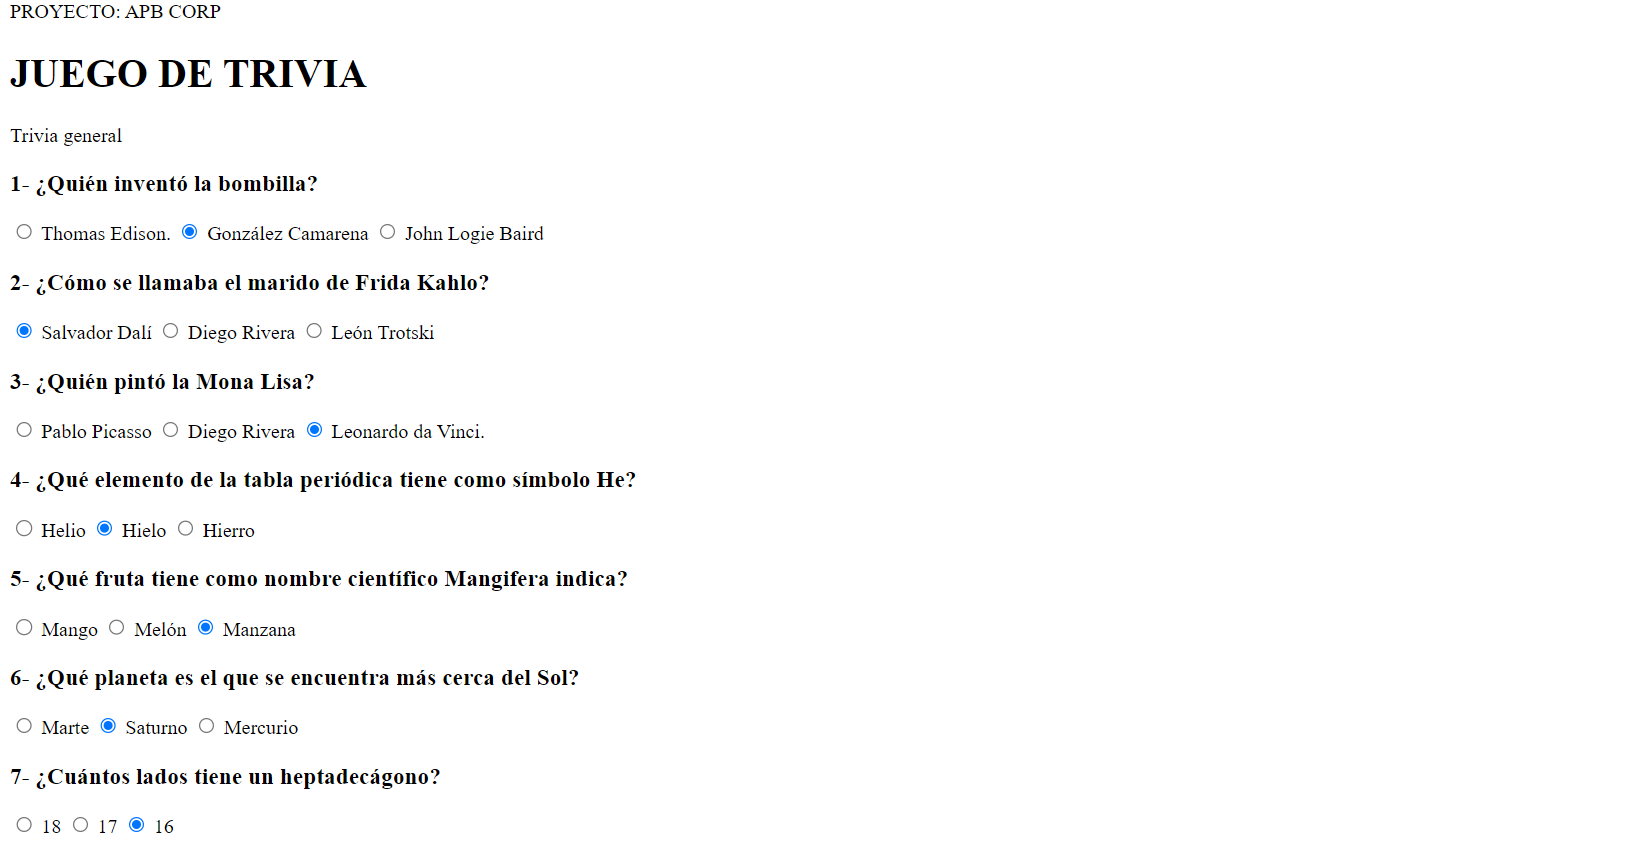 PROYECTO: APB CORP
JUEGO DE TRIVIA
Trivia general
1- ¿Quién inventó la bombilla?
Thomas Edison. González Camarena John Logie Baird
2- ¿Cómo se llamaba el marido de Frida Kahlo?
Salvador Dalí Diego Rivera León Trotski
3- ¿Quién pintó la Mona Lisa?
Pablo Picasso Diego Rivera Leonardo da Vinci.
4- ¿Qué elemento de la tabla periódica tiene como símbolo He?
Helio Hielo Hierro
5- ¿Qué fruta tiene como nombre científico Mangifera indica?
Mango Melón Manzana
6- ¿Qué planeta es el que se encuentra más cerca del Sol?
Marte Saturno Mercurio
7- ¿Cuántos lados tiene un heptadecágono?
18 17 16